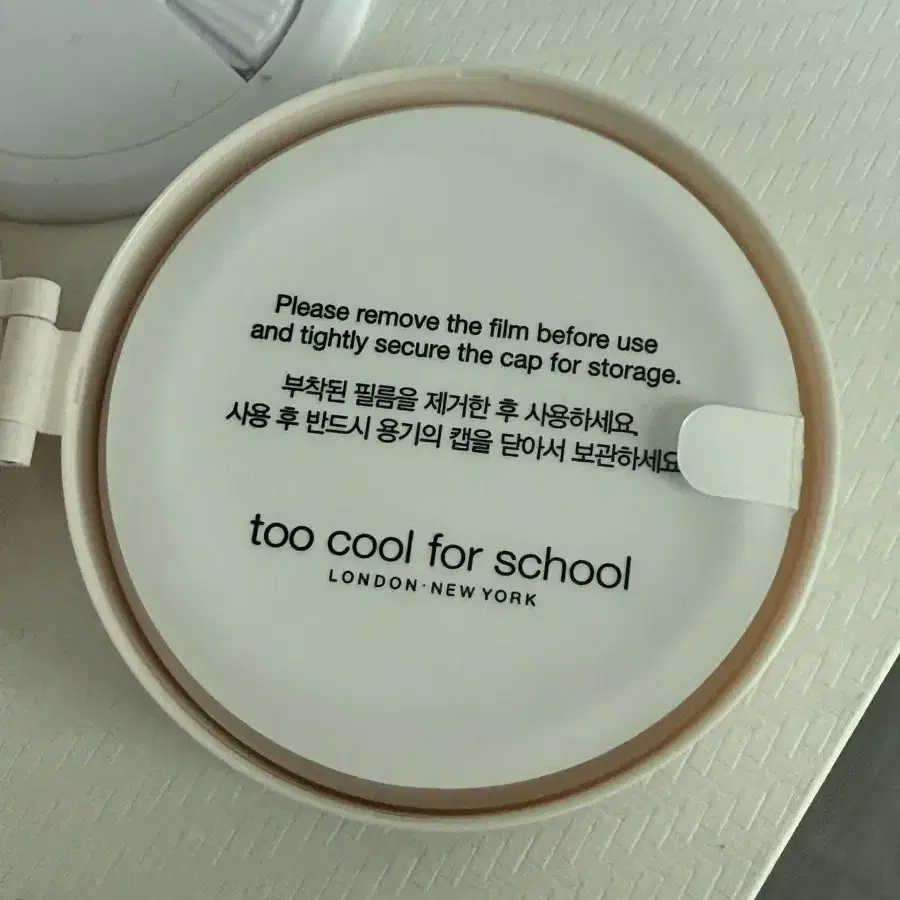 Please remove the film before use
and tightly secure the cap for storage.
부착된 필름을 제거한 후 사용하세요.
사용 후 반드시 용기의 캡을 닫아서 보관하세요
too cool for school
LONDON·NEW YORK